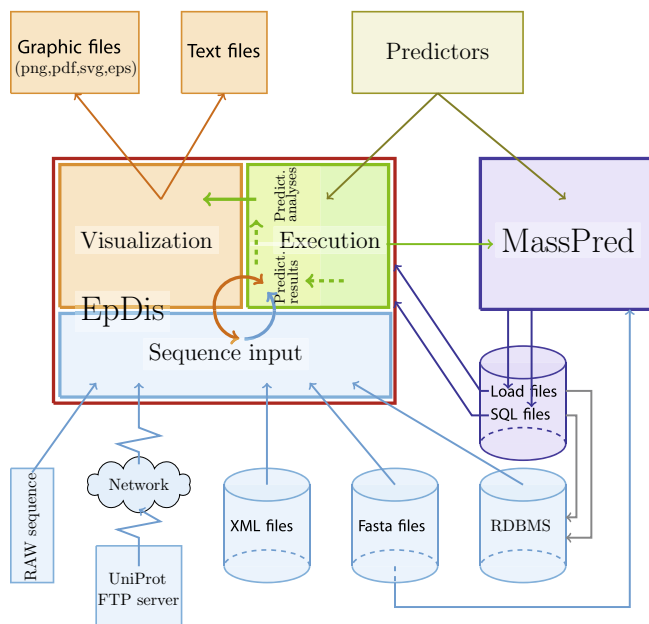 Graphic files
(png,pdf,svg,eps)
Text files
Predictors
Predict.
analyses
Visualization
Execution
MassPred
Predict.
results
EpDis
Sequence input
Load files
SQL files
RAW sequence
Network
UniProt
FTP server
XML files
Fasta files
RDBMS